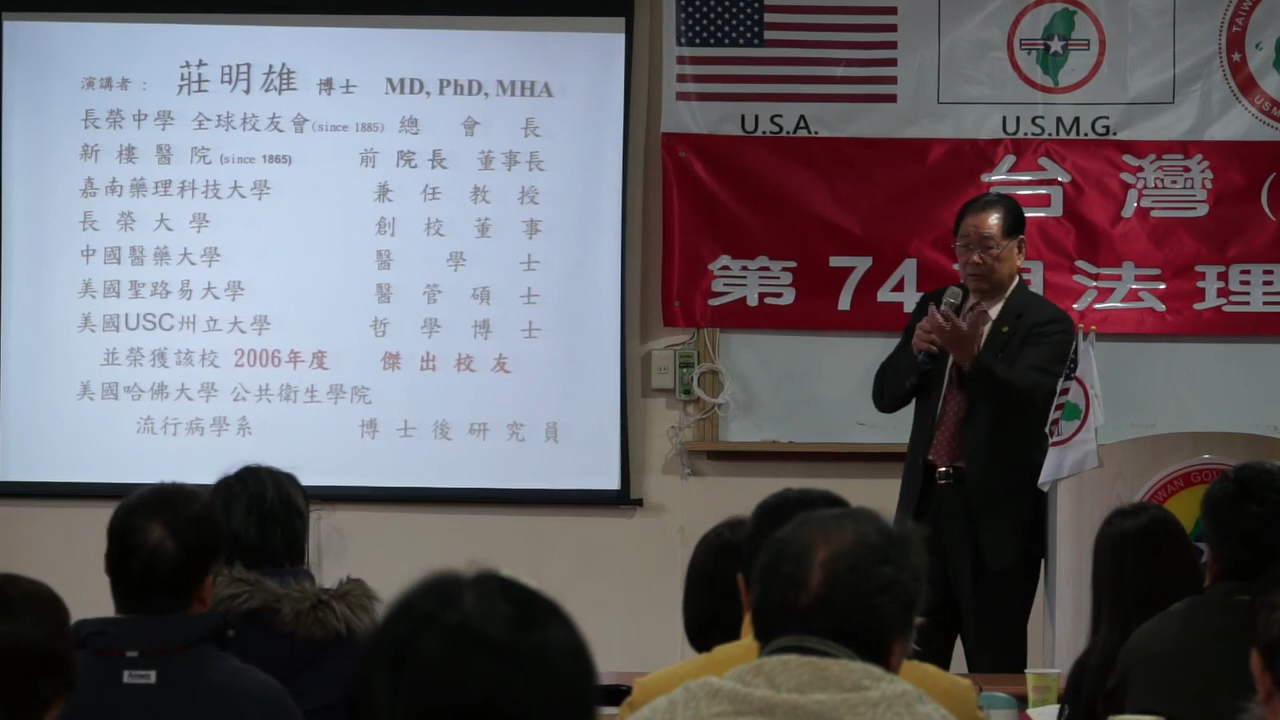 演講者： 莊明雄 博士 MD, PhD, MHA
長榮中學 全球校友會(since 1885) 總會長
新樓醫院 (since 1865) 前院長 董事長
嘉南藥理科技大學 兼任教授
長榮大學 創校董事
中國醫藥大學 醫學士
美國聖路易大學 醫管碩士
美國USC州立大學 哲學博士
並榮獲該校 2006年度 傑出校友
美國哈佛大學 公共衛生學院
流行病學系 博士後研究員
U.S.A.
U.S.M.G.
台灣（
第74期法理